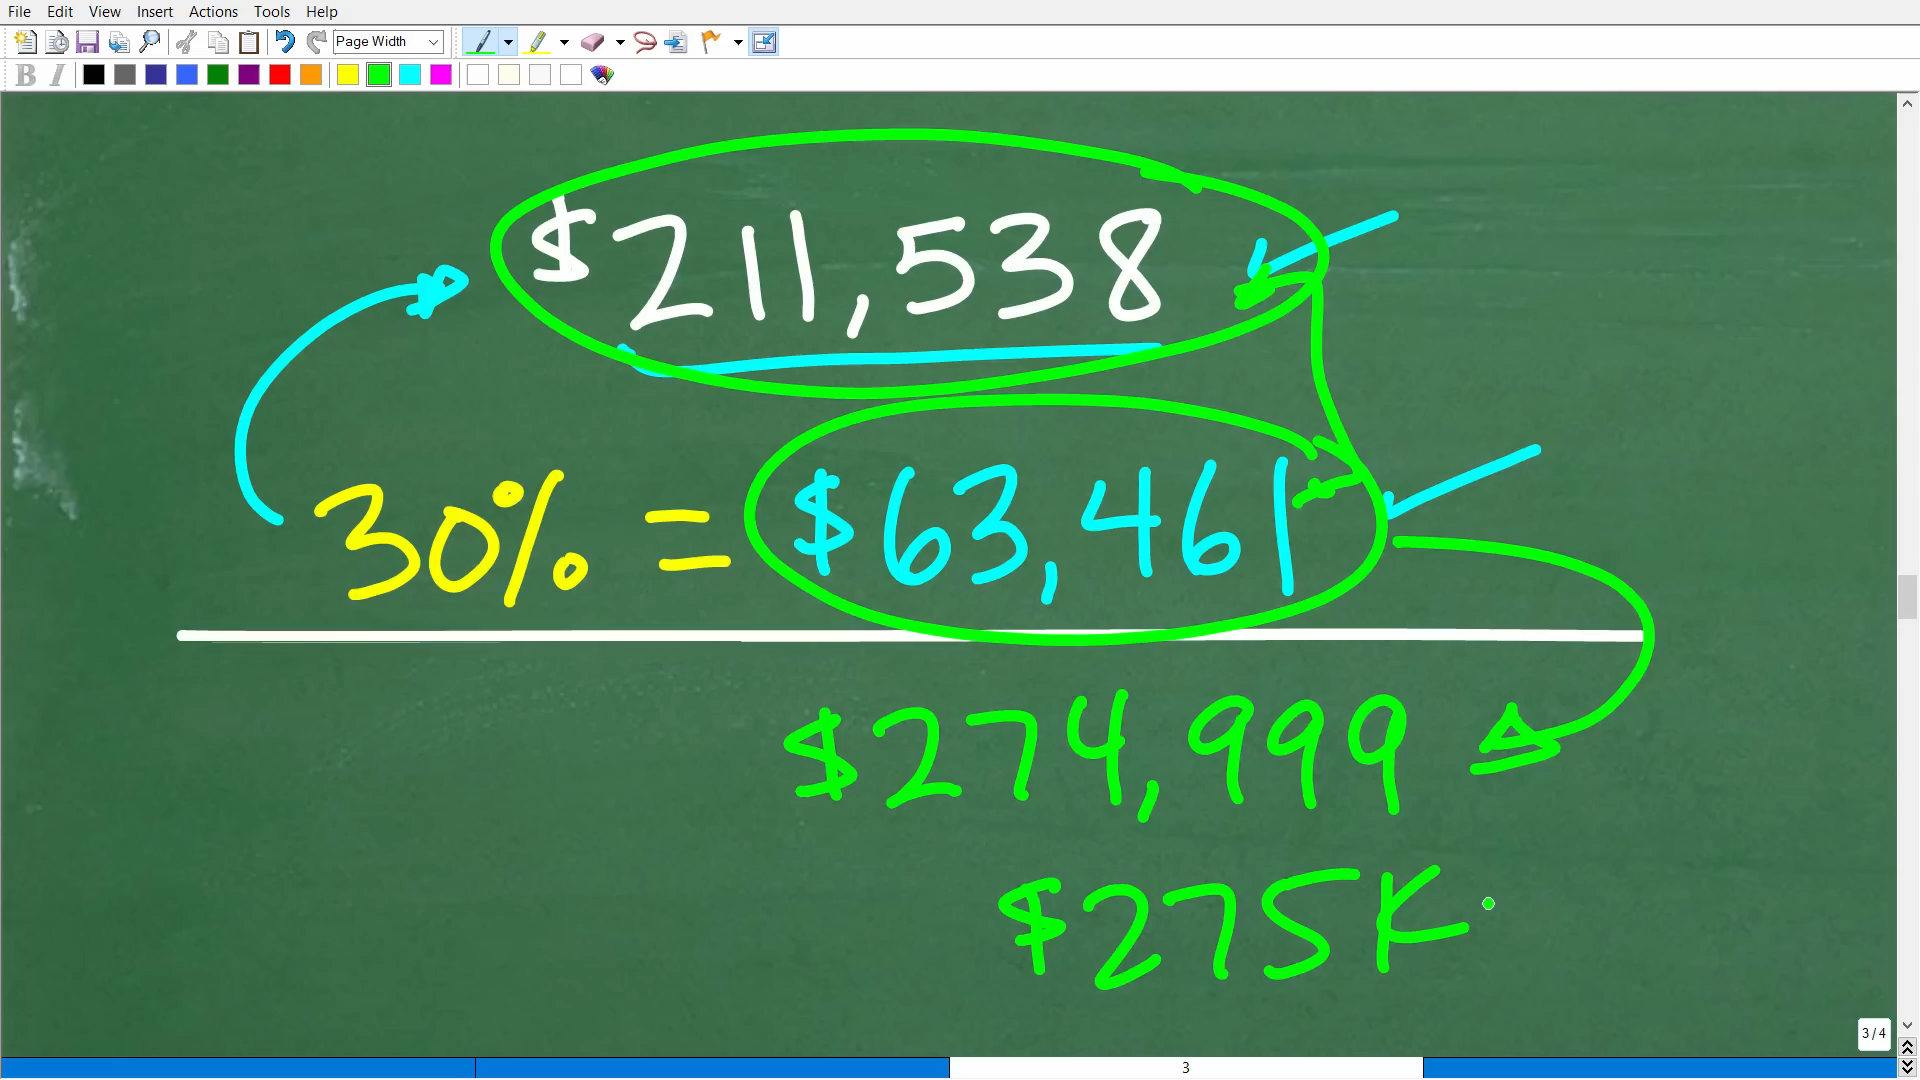 File Edit View Insert Actions Tools Help
Page Width
B I
$211,538
30% = $63,461
$274,999
$275K
3/4
3